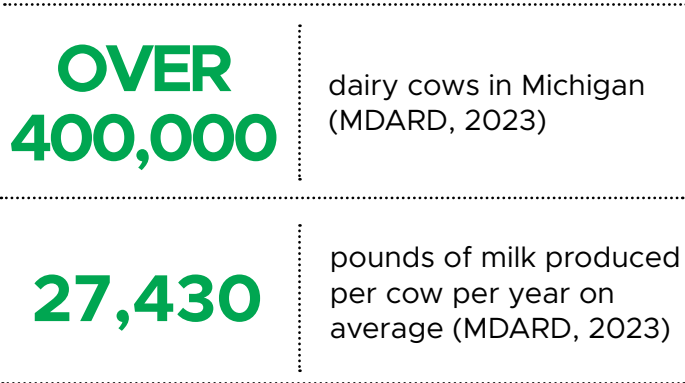 OVER
400,000
dairy cows in Michigan
(MDARD, 2023)
27,430
pounds of milk produced
per cow per year on
average (MDARD, 2023)